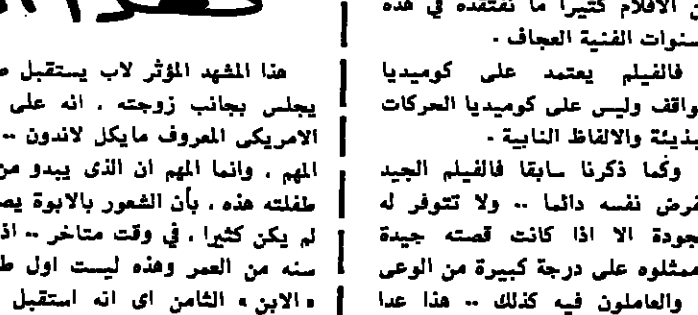 ن الأفلام كثيرا ما نفتقده في هذه
سنوات الفنية العجاف .
فالفيلم يعتمد على كوميديا
واقف وليس على كوميديا الحركات
بذيئة والالفاظ النابية .
وكما ذكرنا سابقا فالفيلم الجيد
فرض نفسه دائما .. ولا تتوفر له
جودة الا اذا كانت قصته جيدة
ممثلوه على درجة كبيرة من الوعى
والعاملون فيه كذلك .. هذا عدا
هذا المشهد المؤثر لاب يستقبل ط
يجلس بجانب زوجته . انه على
الامريكى المعروف مايكل لاندون ..
المهم . وانما المهم ان الذى يبدو من
طفلته هذه ، بأن الشعور بالابوة يص
لم يكن كثيرا . في وقت متاخر .. اذ
سنه من العمر وهذه ليست اول ط
« الابن » الثامن اى انه استقبل